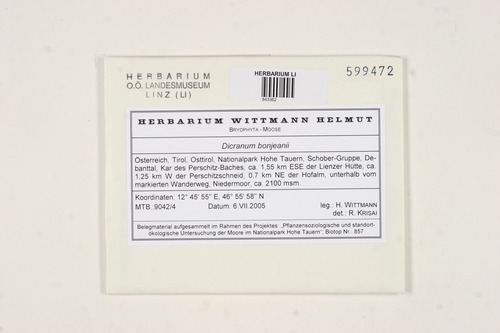 HERBARIUM
O.Ö. LANDESMUSEUM
LINZ (LI)
HERBARIUM LI
843362
599472
HERBARIUM WITTMANN HELMUT
BRYOPHYTA - MOOSE
Dicranum bonjeanii
Österreich, Tirol, Osttirol, Nationalpark Hohe Tauern, Schober-Gruppe, De-
banttal, Kar des Perschitz-Baches, ca. 1,55 km ESE der Lienzer Hütte, ca.
1,25 km W der Perschitzschneid, 0,7 km NE der Hofalm, unterhalb vom
markierten Wanderweg, Niedermoor, ca. 2100 msm.
Koordinaten: 12° 45' 55" E, 46° 55' 58" N
MTB.:9042/4 Datum: 6.VII.2005
leg.: H. WITTMANN
det.: R. KRISAI
Belegmaterial aufgesammelt im Rahmen des Projektes: „Pflanzensoziologische und standort-
ökologische Untersuchung der Moore im Nationalpark Hohe Tauern"; Biotop Nr.: 857